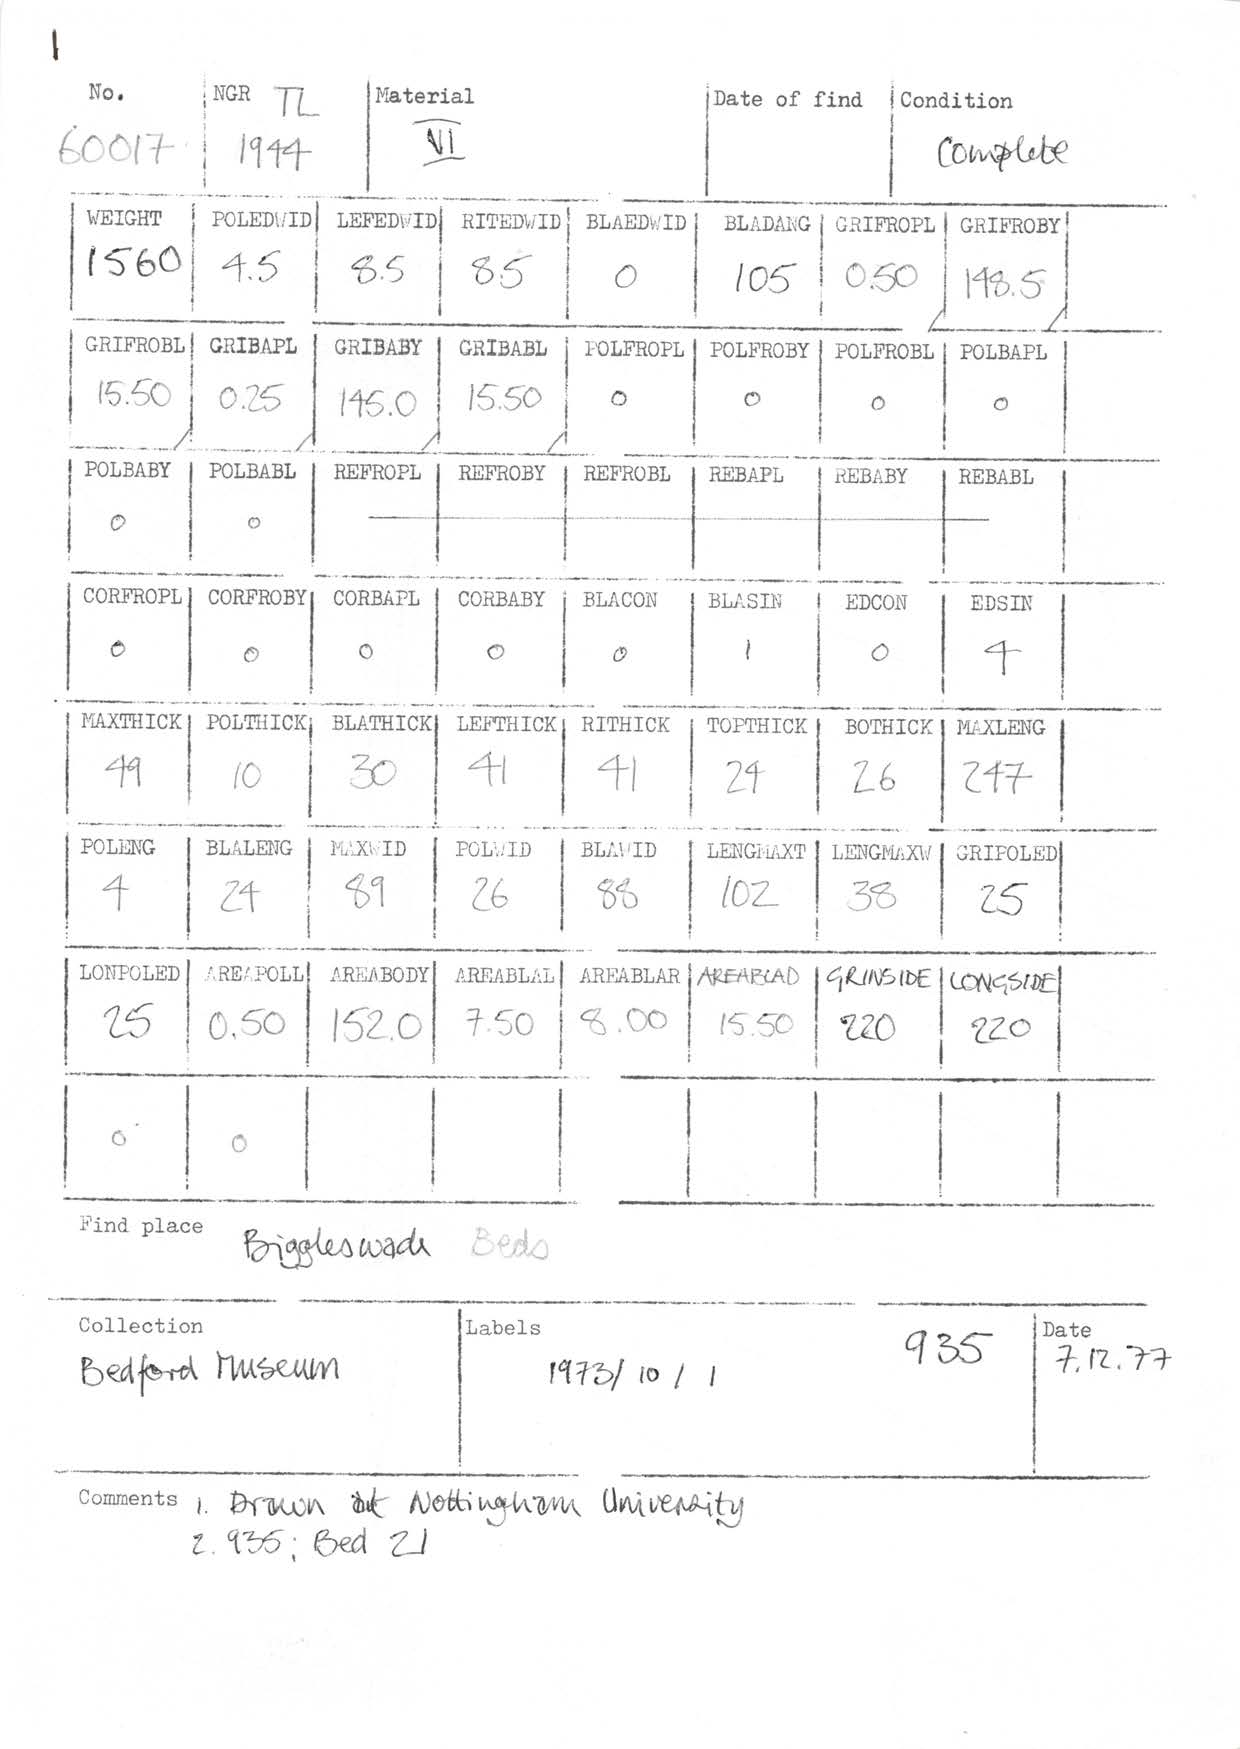 1
No. NGR TL Material Date of find Condition
60017 1944 VI Complete
WEIGHT POLEDWID LEFEDWID RITEDWID BLAEDWID BLADANG GRIFROPL GRIFROBY
1560 4.5 8.5 8.5 0 105 0.50 148.5
GRIFROBL GRIBAPL GRIBABY GRIBABL POLFROPL POLFROBY POLFROBL POLBAPL
15.50 0.25 145.0 15.50 0 0 0 0
POLBABY POLBABL REFROPL REFROBY REFROBL REBAPL REBABY REBABL
0 0
CORFROPL CORFROBY CORBAPL CORBABY BLACON BLASIN EDCON EDSIN
0 0 0 0 0 1 0 4
MAXTHICK POLTHICK BLATHICK LEFTHICK RITHICK TOPTHICK BOTHICK MAXLENG
49 10 30 41 41 24 26 247
POLENG BLALENG MAXWID POLWID BLAWID LENGMAXT LENGMAXW GRIPOLED
4 24 89 26 88 102 38 25
LONPOLED AREAPOLL AREABODY AREABLAL AREABLAR AREABLAD GRINSIDE LONGSIDE
25 0.50 152.0 7.50 8.00 15.50 220 220
0 0
Find place Biggleswade Beds
Collection Labels 935 Date
Bedford Museum 1973/10/1 7.12.77
Comments 1. Drawn at Nottingham University
2. 935; Bed 21